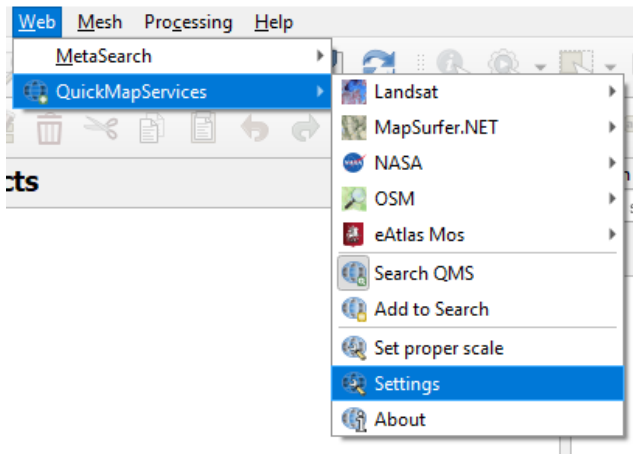 Web Mesh Processing Help
MetaSearch
QuickMapServices
Landsat
MapSurfer.NET
NASA
cts
OSM
eAtlas Mos
Search QMS
Add to Search
Set proper scale
Settings
About